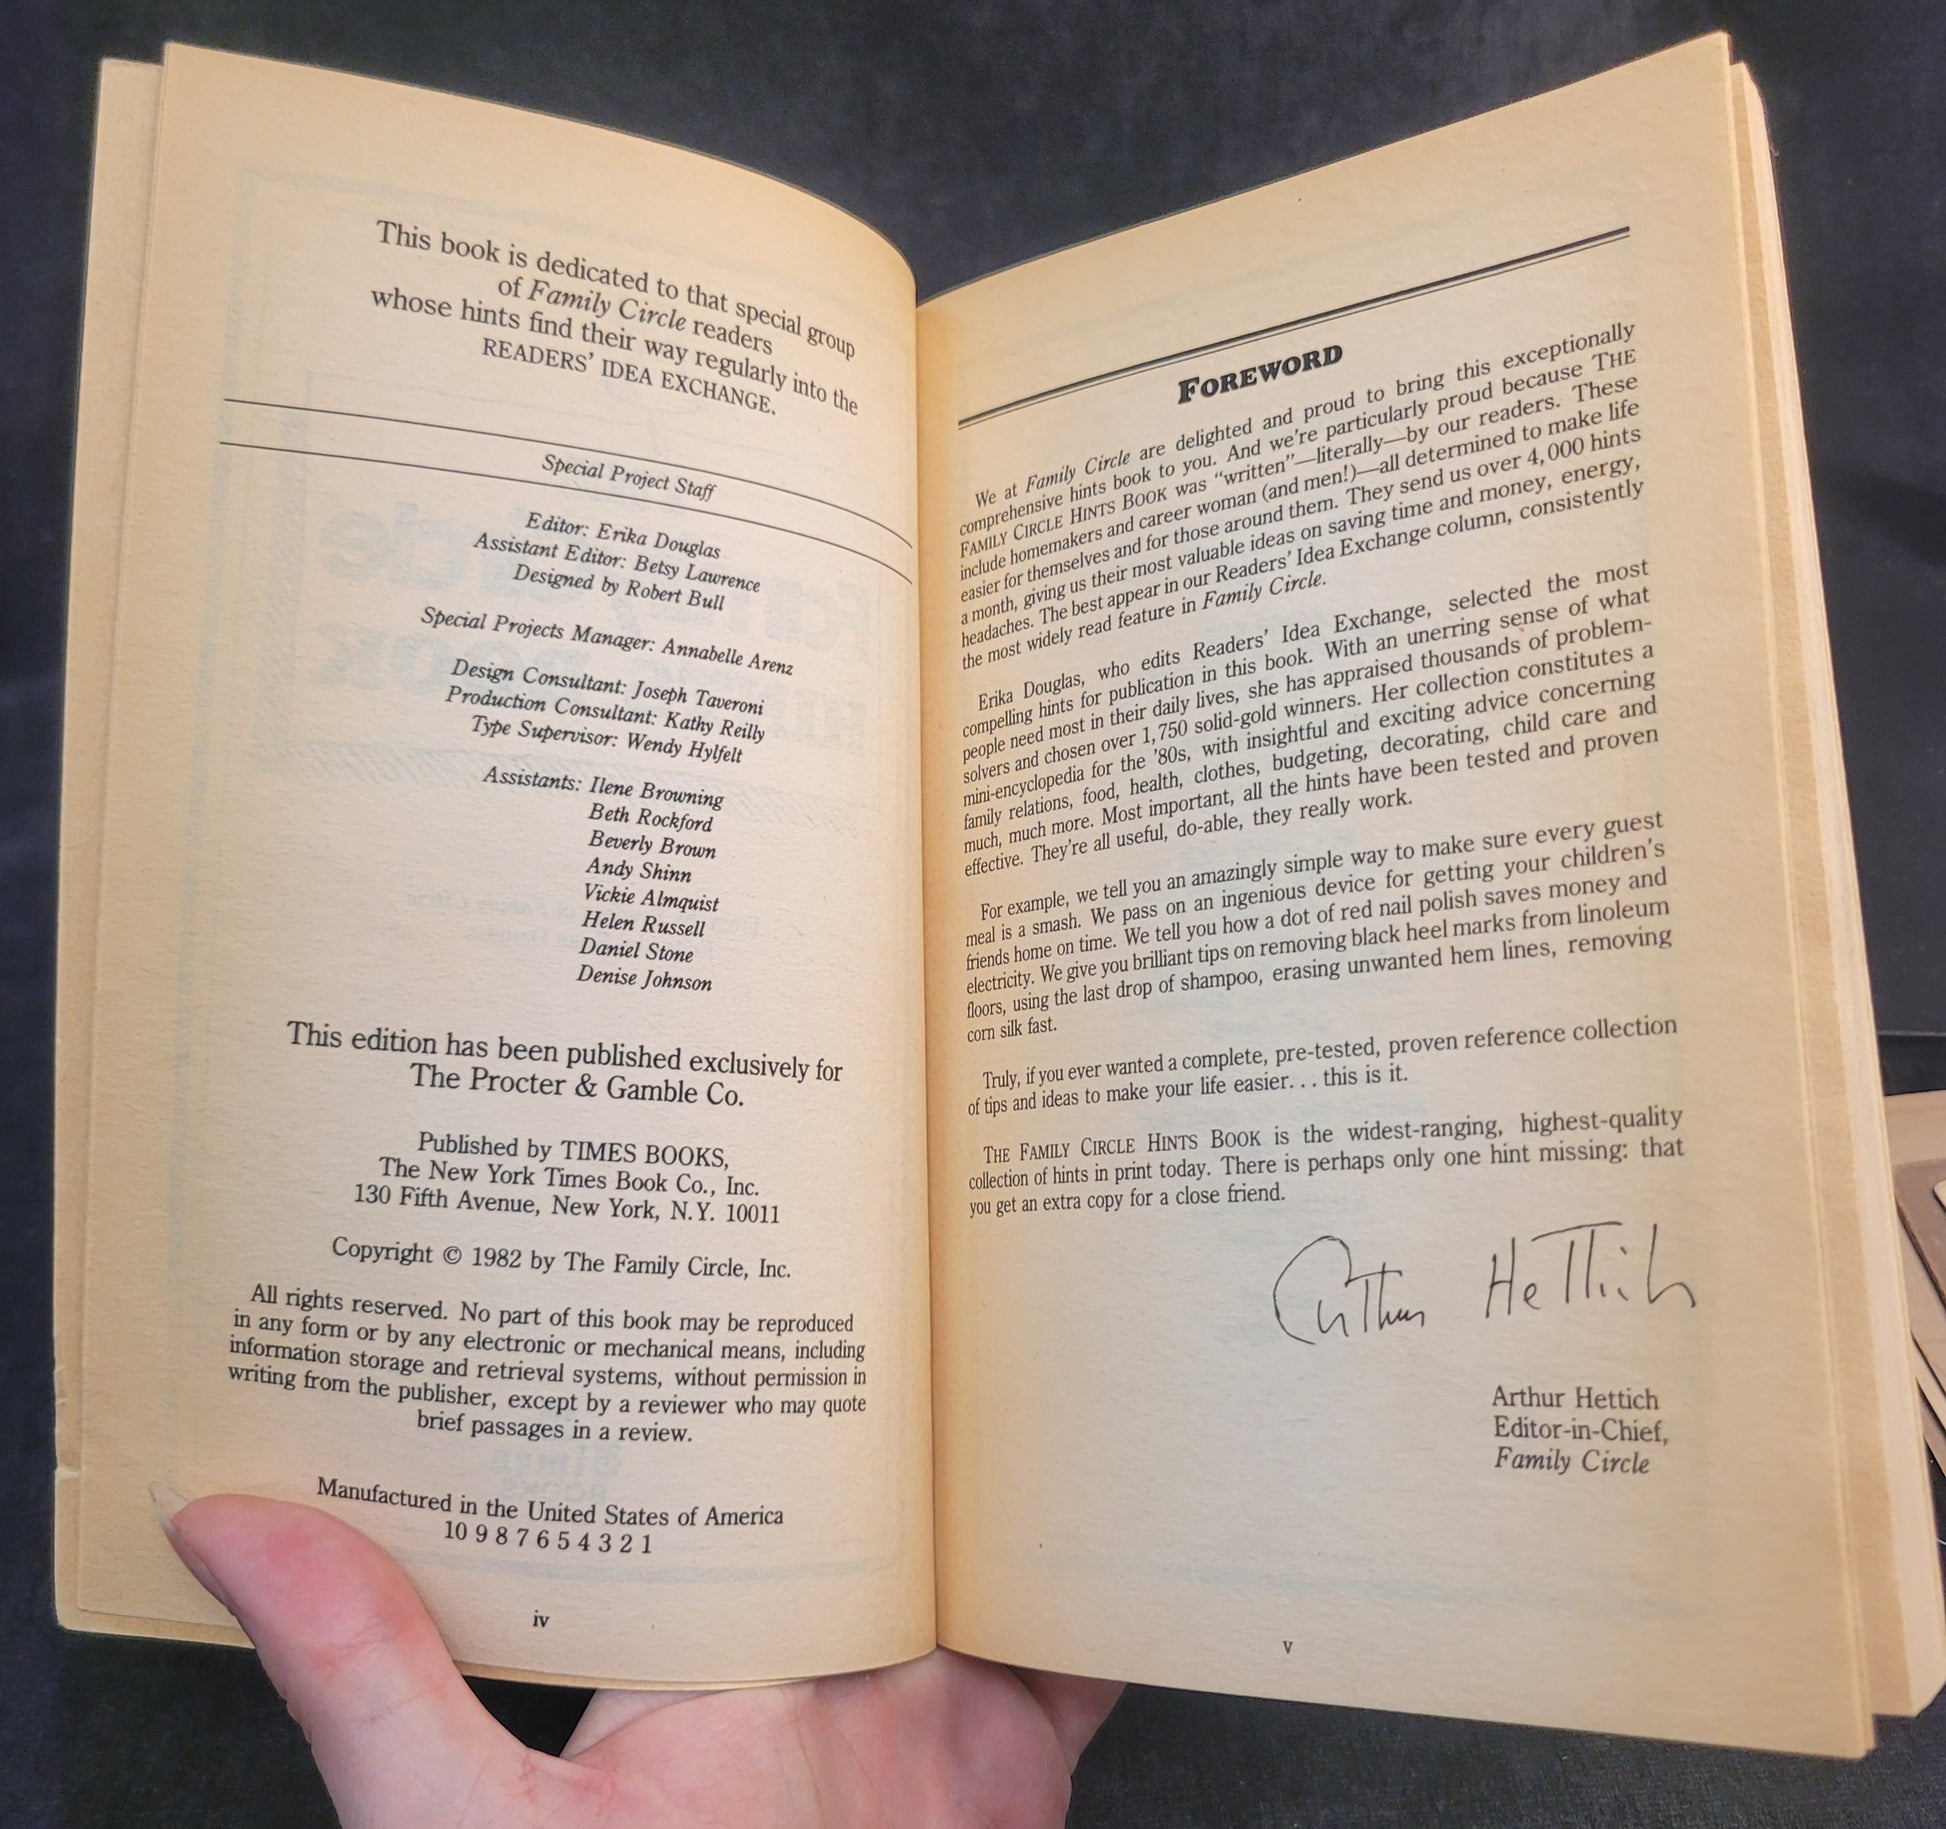 This book is dedicated to that special group
of Family Circle readers
whose hints find their way regularly into the
READERS' IDEA EXCHANGE.
Special Project Staff
Editor: Erika Douglas
Assistant Editor: Betsy Lawrence
Designed by Robert Bull
Special Projects Manager: Annabelle Arenz
Design Consultant: Joseph Taveroni
Production Consultant: Kathy Reilly
Type Supervisor: Wendy Hylfelt
Assistants: Ilene Browning
Beth Rockford
Beverly Brown
Andy Shinn
Vickie Almquist
Helen Russell
Daniel Stone
Denise Johnson
This edition has been published exclusively for
The Procter & Gamble Co.
Published by TIMES BOOKS,
The New York Times Book Co., Inc.
130 Fifth Avenue, New York, N.Y. 10011
Copyright © 1982 by The Family Circle, Inc.
All rights reserved. No part of this book may be reproduced
in any form or by any electronic or mechanical means, including
information storage and retrieval systems, without permission in
writing from the publisher, except by a reviewer who may quote
brief passages in a review.
Manufactured in the United States of America
10 9 8 7 6 5 4 3 2 1
iv
FOREWORD
We at Family Circle are delighted and proud to bring this exceptionally
comprehensive hints book to you. And we're particularly proud because THE
FAMILY CIRCLE HINTS BOOK was "written"—literally—by our readers. These
include homemakers and career woman (and men!)—all determined to make life
easier for themselves and for those around them. They send us over 4,000 hints
a month, giving us their most valuable ideas on saving time and money, energy,
headaches. The best appear in our Readers' Idea Exchange column, consistently
the most widely read feature in Family Circle.
Erika Douglas, who edits Readers' Idea Exchange, selected the most
compelling hints for publication in this book. With an unerring sense of what
people need most in their daily lives, she has appraised thousands of problem-
solvers and chosen over 1,750 solid-gold winners. Her collection constitutes a
mini-encyclopedia for the '80s, with insightful and exciting advice concerning
family relations, food, health, clothes, budgeting, decorating, child care and
much, much more. Most important, all the hints have been tested and proven
effective. They're all useful, do-able, they really work.
For example, we tell you an amazingly simple way to make sure every guest
meal is a smash. We pass on an ingenious device for getting your children's
friends home on time. We tell you how a dot of red nail polish saves money and
electricity. We give you brilliant tips on removing black heel marks from linoleum
floors, using the last drop of shampoo, erasing unwanted hem lines, removing
corn silk fast.
Truly, if you ever wanted a complete, pre-tested, proven reference collection
of tips and ideas to make your life easier. . . this is it.
THE FAMILY CIRCLE HINTS BOOK is the widest-ranging, highest-quality
collection of hints in print today. There is perhaps only one hint missing: that
you get an extra copy for a close friend.
Arthur Hettich
Arthur Hettich
Editor-in-Chief,
Family Circle
v